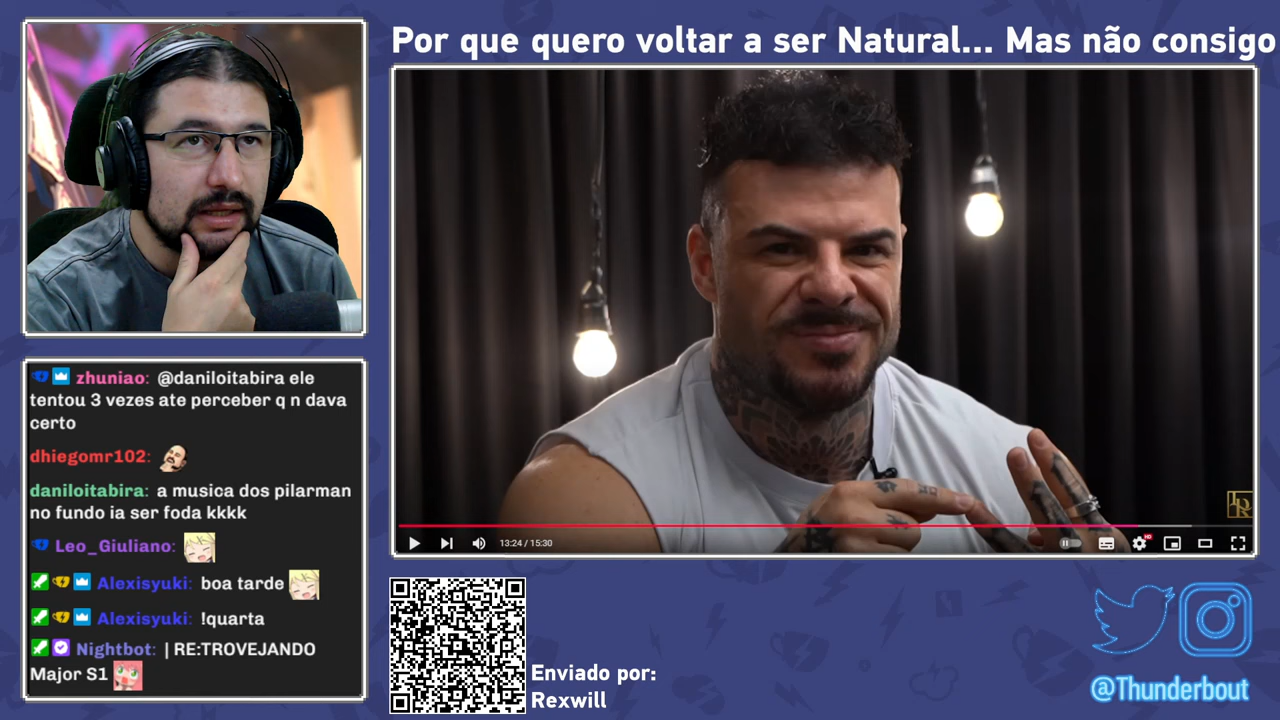 Por que quero voltar a ser Natural... Mas não consigo
13:24 / 15:30
zhuniao: @daniloitabira ele
tentou 3 vezes ate perceber q n dava
certo
dhiegomr102:
daniloitabira: a musica dos pilarman
no fundo ia ser foda kkkk
Leo_Giuliano:
Alexisyuki: boa tarde
Alexisyuki: !quarta
Nightbot: | RE:TROVEJANDO
Major S1
Enviado por:
Rexwill
@Thunderbout